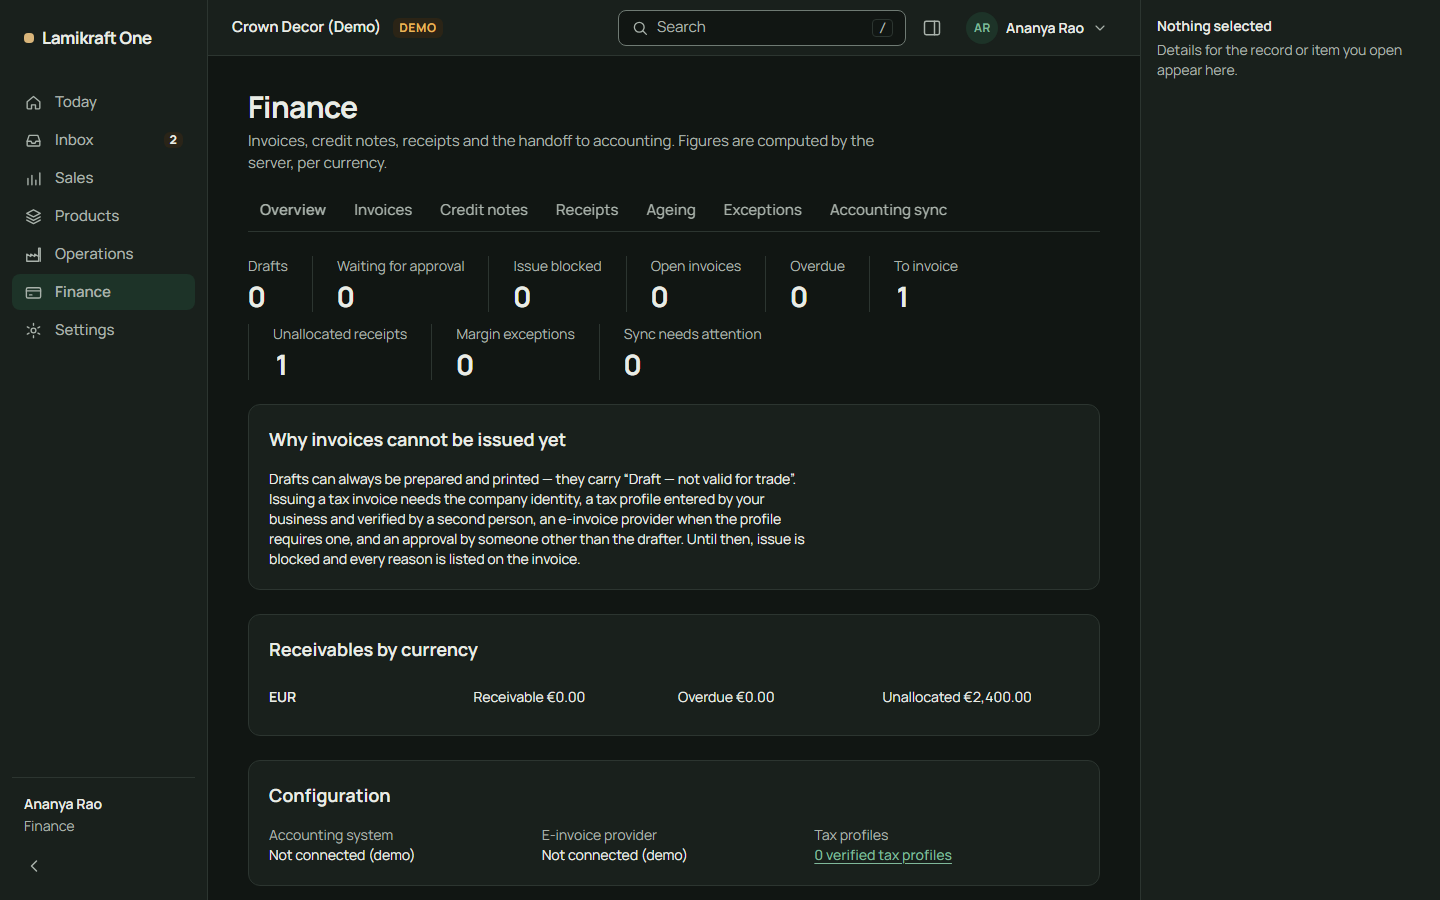 Lamikraft One
Today
Inbox 2
Sales
Products
Operations
Finance
Settings
Ananya Rao
Finance
Crown Decor (Demo) DEMO
Search /
AR Ananya Rao
Finance
Invoices, credit notes, receipts and the handoff to accounting. Figures are computed by the
server, per currency.
Overview Invoices Credit notes Receipts Ageing Exceptions Accounting sync
Drafts Waiting for approval Issue blocked Open invoices Overdue To invoice
0 0 0 0 0 1
Unallocated receipts Margin exceptions Sync needs attention
1 0 0
Why invoices cannot be issued yet
Drafts can always be prepared and printed — they carry “Draft — not valid for trade”.
Issuing a tax invoice needs the company identity, a tax profile entered by your
business and verified by a second person, an e-invoice provider when the profile
requires one, and an approval by someone other than the drafter. Until then, issue is
blocked and every reason is listed on the invoice.
Receivables by currency
EUR Receivable €0.00 Overdue €0.00 Unallocated €2,400.00
Configuration
Accounting system E-invoice provider Tax profiles
Not connected (demo) Not connected (demo) 0 verified tax profiles
Nothing selected
Details for the record or item you open
appear here.